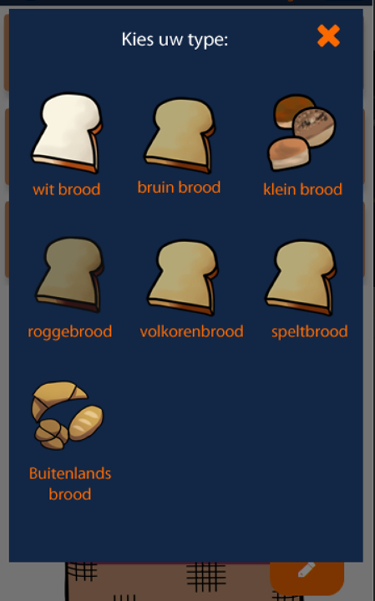 Kies uw type:
wit brood
bruin brood
klein brood
roggebrood
volkorenbrood
speltbrood
Buitenlands
brood